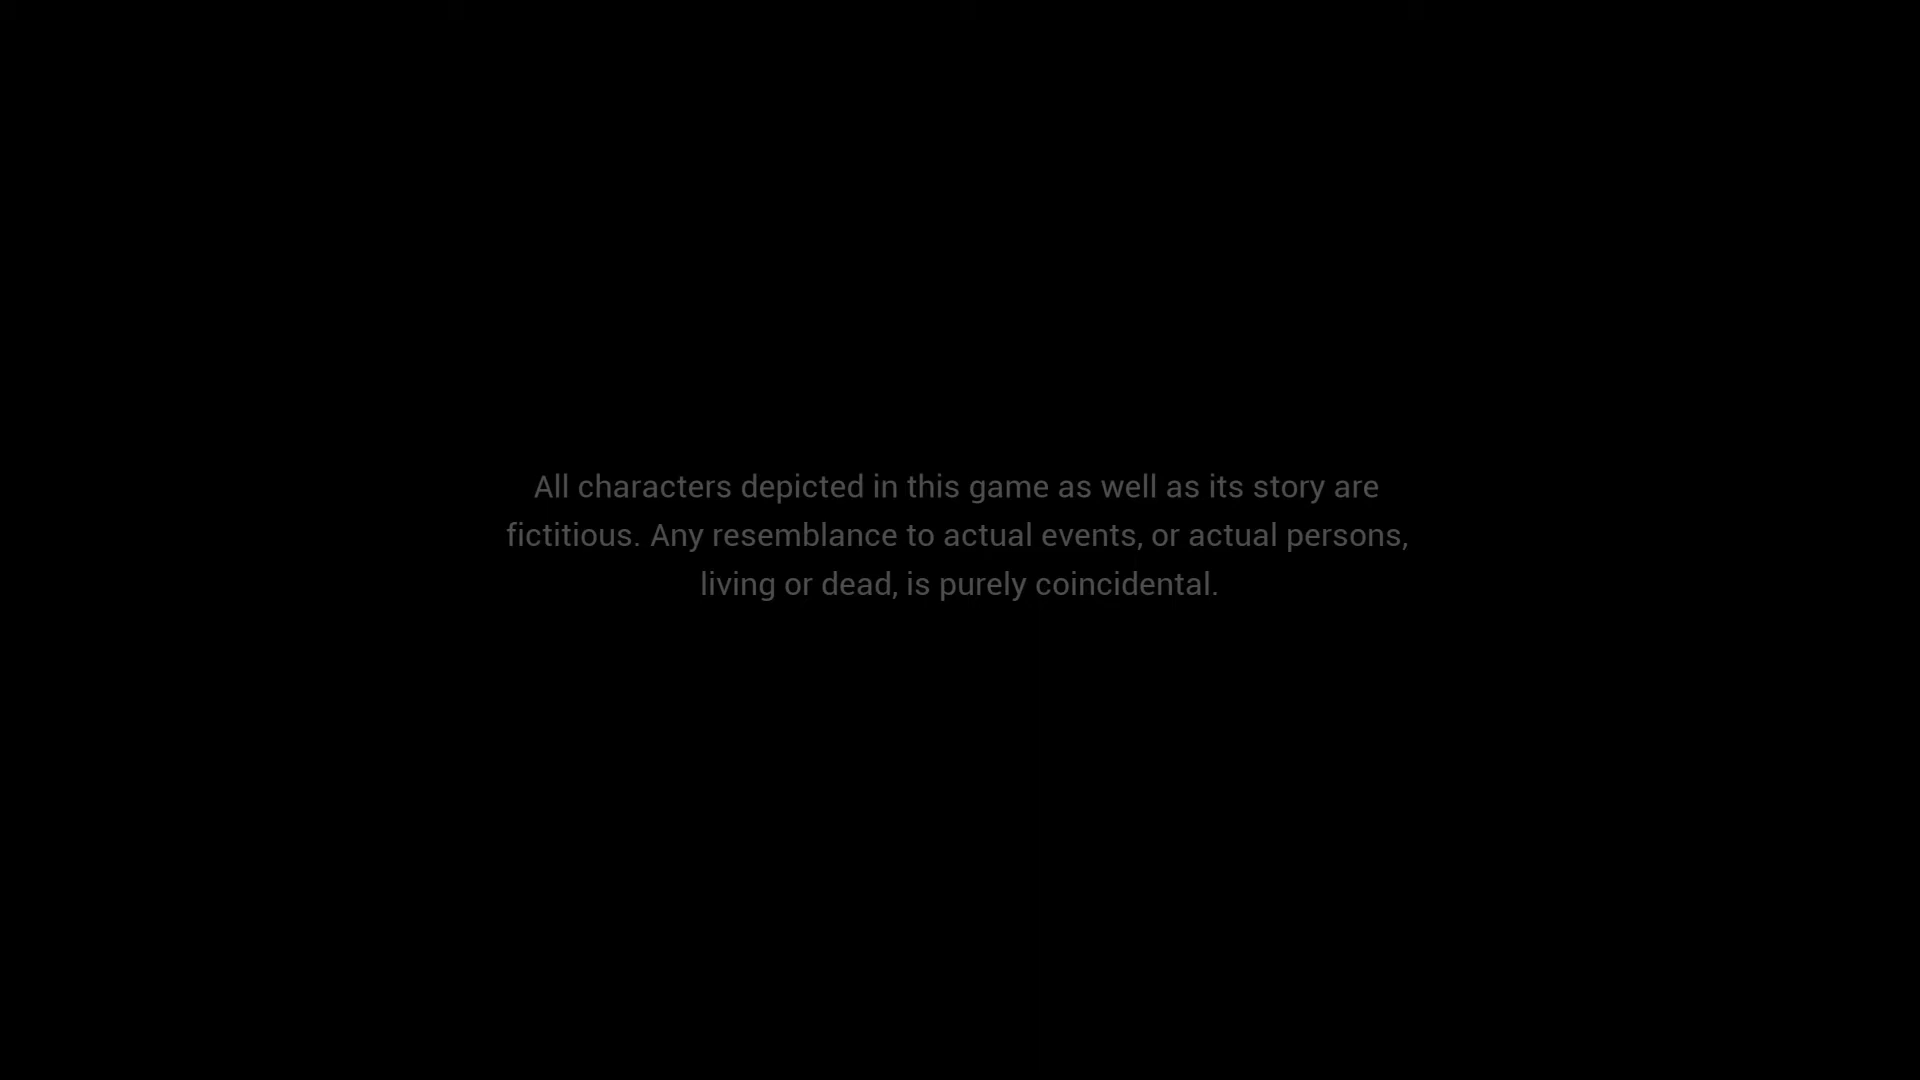 All characters depicted in this game as well as its story are
fictitious. Any resemblance to actual events, or actual persons,
living or dead, is purely coincidental.